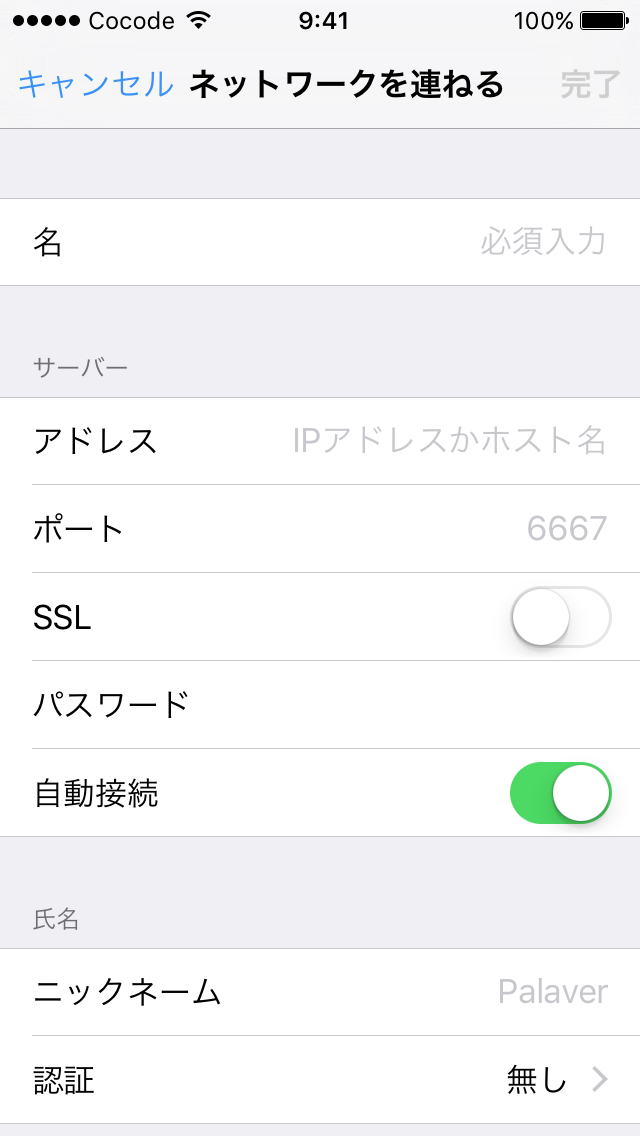 Cocode 9:41 100%
キャンセル ネットワークを連ねる 完了
名 必須入力
サーバー
アドレス IPアドレスかホスト名
ポート 6667
SSL
パスワード
自動接続
氏名
ニックネーム Palaver
認証 無し